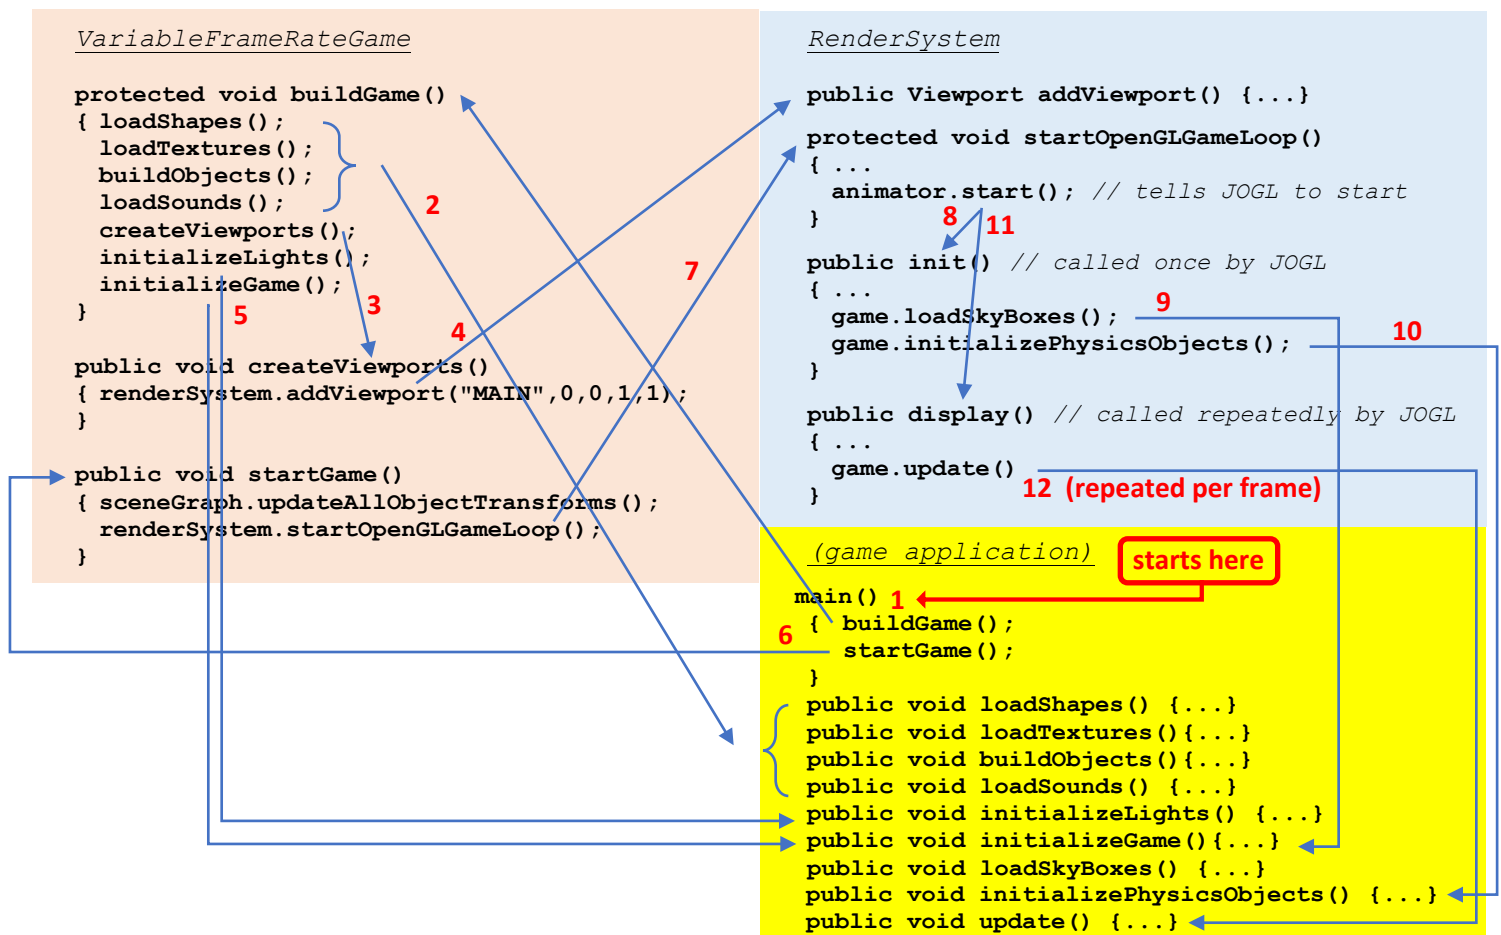 VariableFrameRateGame
protected void buildGame()
{ loadShapes();
loadTextures();
buildObjects();
loadSounds();
createViewports();
initializeLights();
initializeGame();
}
public void createViewports()
{ renderSystem.addViewport("MAIN",0,0,1,1);
}
public void startGame()
{ sceneGraph.updateAllObjectTransforms();
renderSystem.startOpenGLGameLoop();
}
2
3
4
5
7
RenderSystem
public Viewport addViewport() {...}
protected void startOpenGLGameLoop()
{ ...
animator.start(); // tells JOGL to start
}
8
11
public init() // called once by JOGL
{ ...
game.loadSkyBoxes();
game.initializePhysicsObjects();
}
9
10
public display() // called repeatedly by JOGL
{ ...
game.update()
}
12 (repeated per frame)
(game application)
starts here
main() 1
{ buildGame();
6
startGame();
}
public void loadShapes() {...}
public void loadTextures(){...}
public void buildObjects(){...}
public void loadSounds() {...}
public void initializeLights() {...}
public void initializeGame(){...}
public void loadSkyBoxes() {...}
public void initializePhysicsObjects() {...}
public void update() {...}